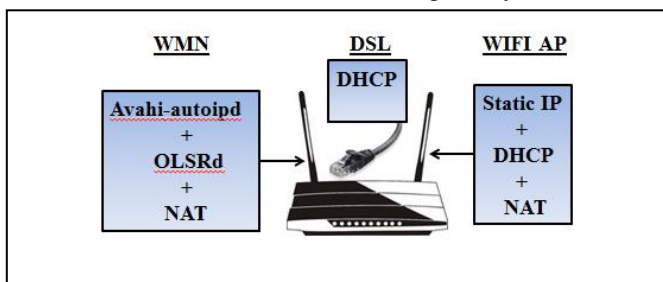 WMN
DSL
WIFI AP
DHCP
Avahi-autoipd
+
OLSRd
+
NAT
Static IP
+
DHCP
+
NAT